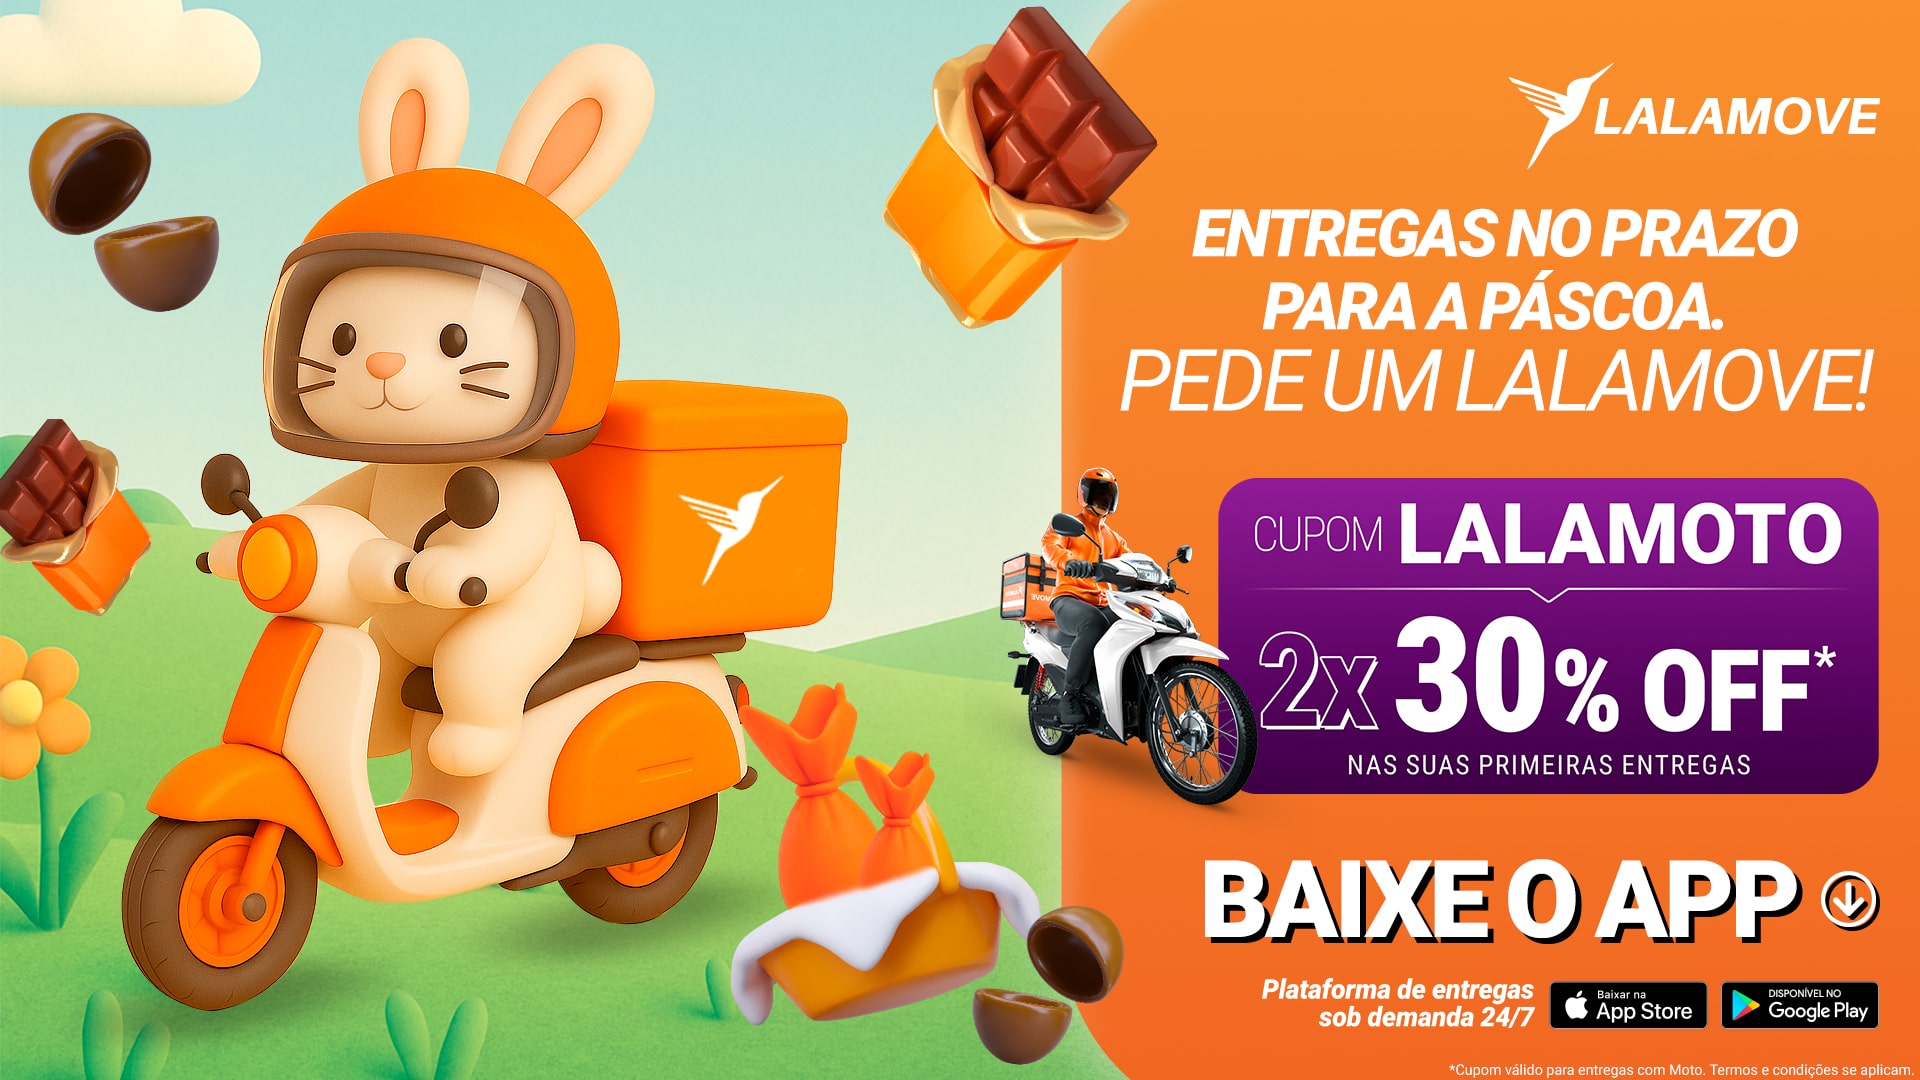 LALAMOVE
ENTREGAS NO PRAZO
PARA A PÁSCOA.
PEDE UM LALAMOVE!
CUPOM LALAMOTO
2x 30% OFF*
NAS SUAS PRIMEIRAS ENTREGAS
BAIXE O APP
Plataforma de entregas
sob demanda 24/7
Baixar na
App Store
DISPONÍVEL NO
Google Play
*Cupom válido para entregas com Moto. Termos e condições se aplicam.